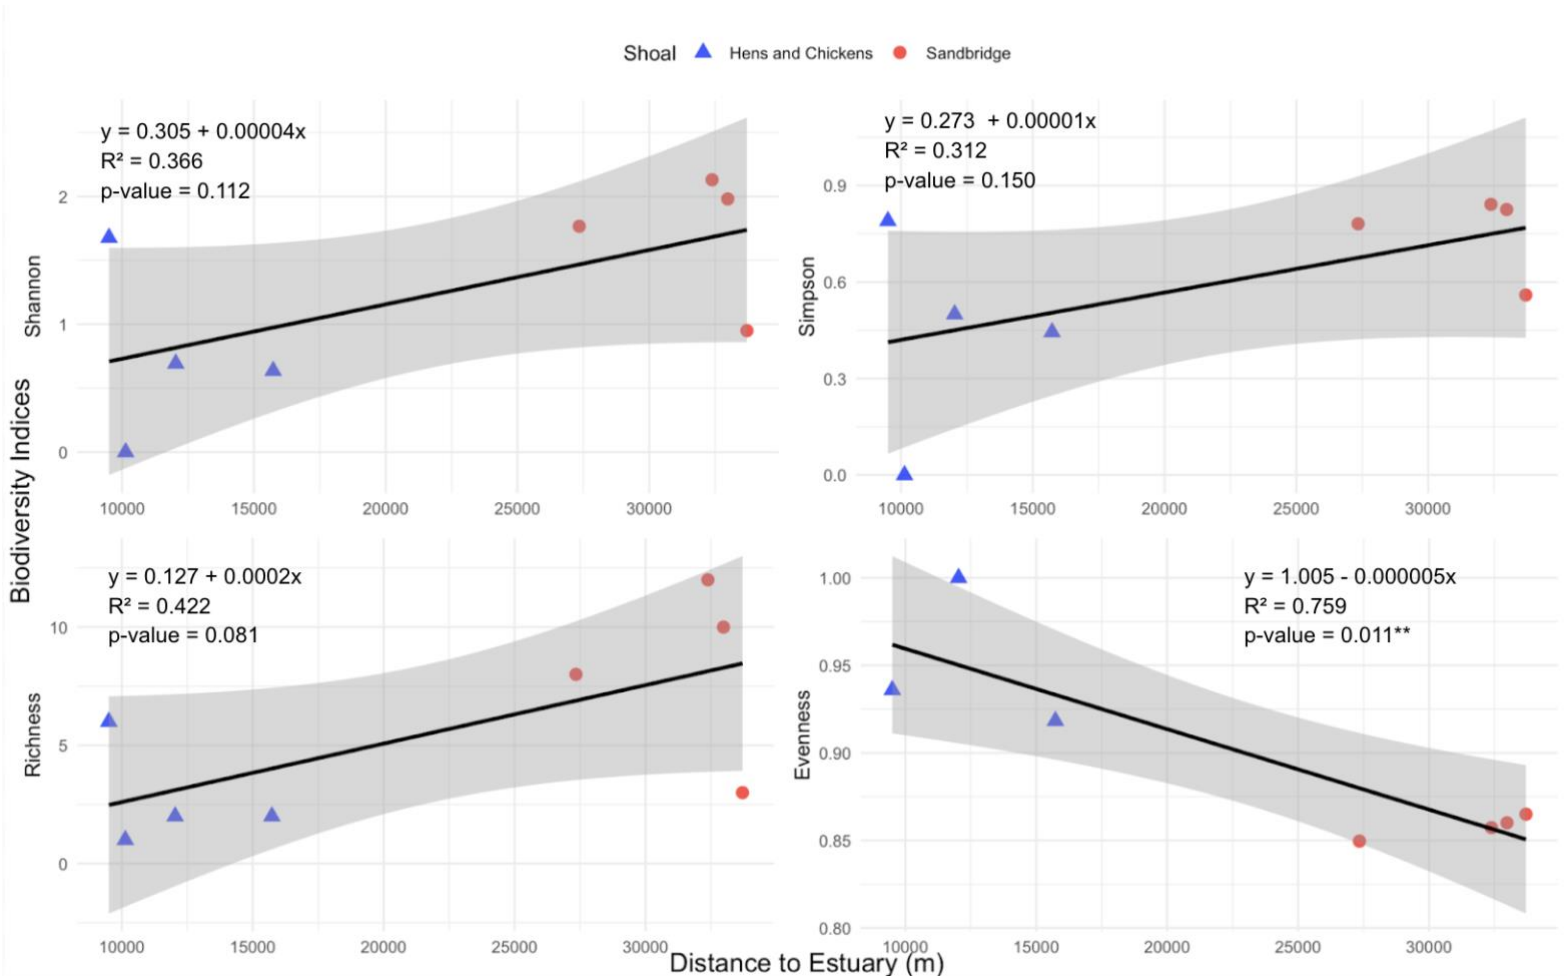 Shoal Hens and Chickens Sandbridge
Biodiversity Indices
y = 0.305 + 0.00004x
R² = 0.366
p-value = 0.112
Shannon
2
1
0
10000 15000 20000 25000 30000
y = 0.273 + 0.00001x
R² = 0.312
p-value = 0.150
Simpson
0.9
0.6
0.3
0.0
10000 15000 20000 25000 30000
y = 0.127 + 0.0002x
R² = 0.422
p-value = 0.081
Richness
10
5
0
10000 15000 20000 25000 30000
y = 1.005 - 0.000005x
R² = 0.759
p-value = 0.011**
Evenness
1.00
0.95
0.90
0.85
0.80
10000 15000 20000 25000 30000
Distance to Estuary (m)